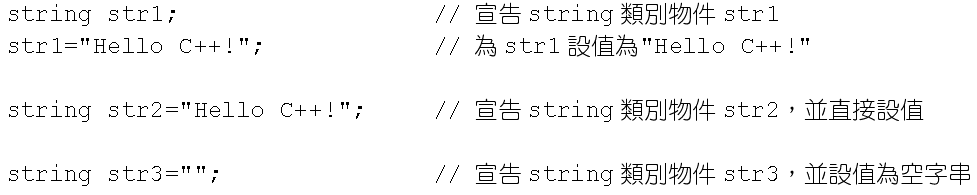 string str1; // 宣告 string 類別物件 str1
str1="Hello C++!"; // 為 str1 設值為"Hello C++!"
string str2="Hello C++!"; // 宣告 string 類別物件 str2，並直接設值
string str3=""; // 宣告 string 類別物件 str3，並設值為空字串